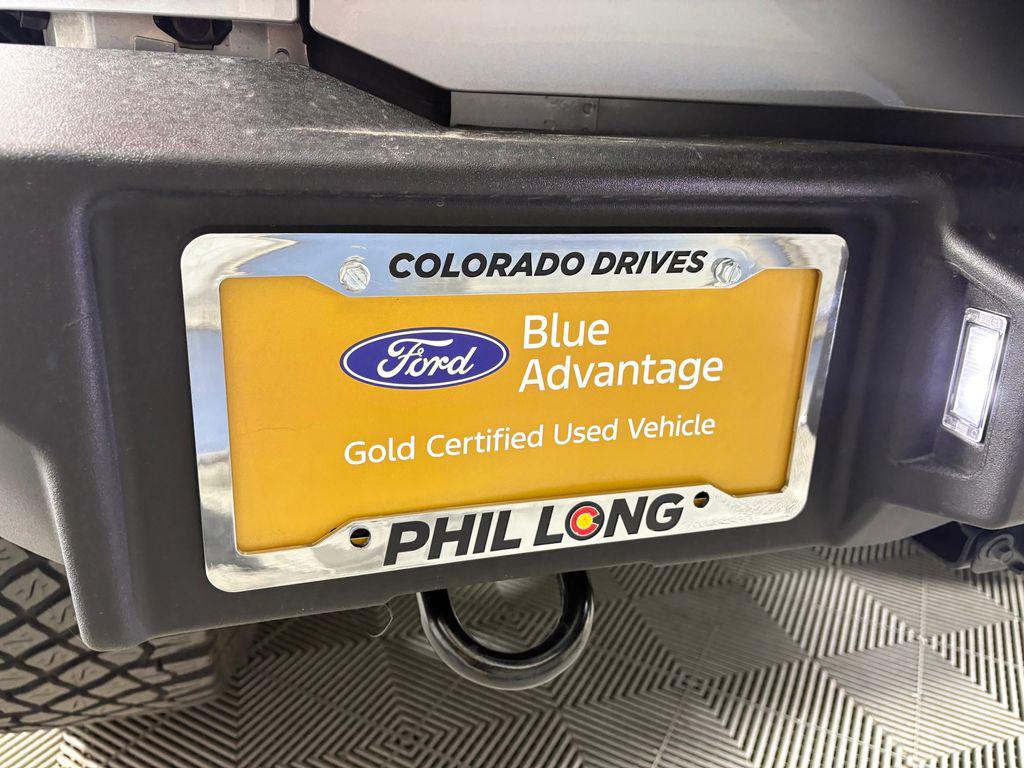 COLORADO DRIVES
Ford
Blue
Advantage
Gold Certified Used Vehicle
PHIL LONG